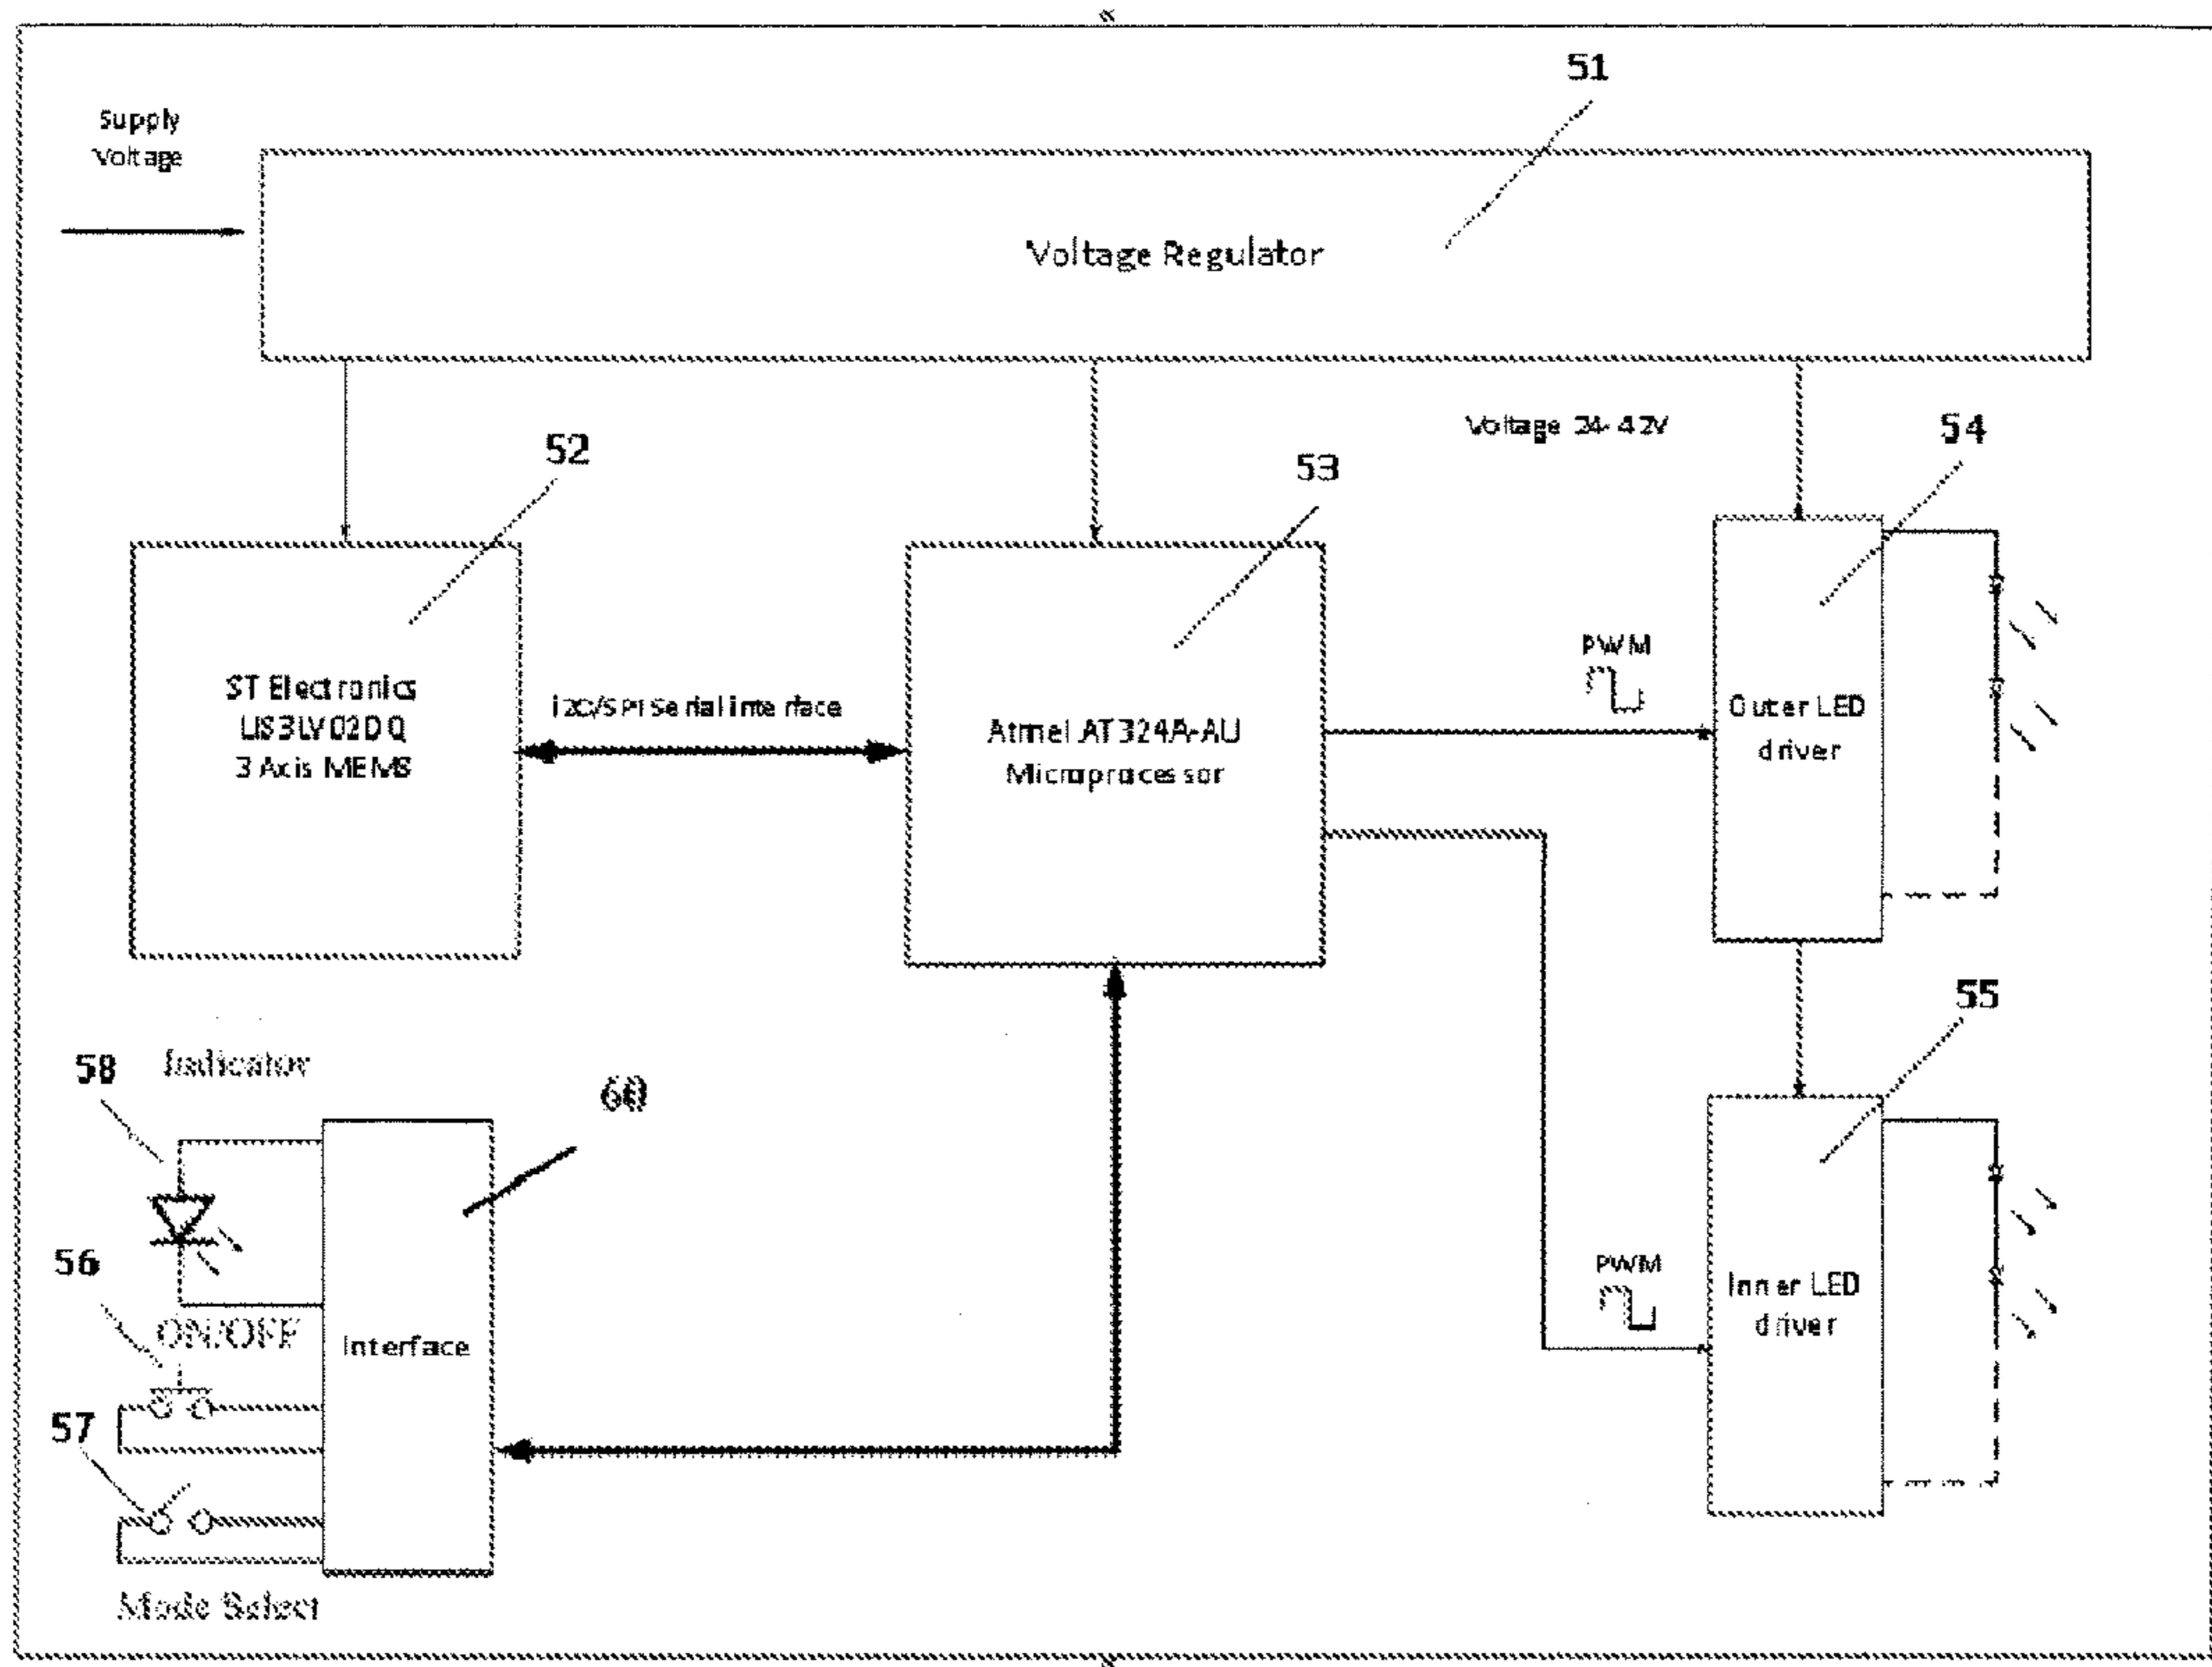 51
Supply
Voltage
Voltage Regulator
Voltage 24-42V
52
53
54
ST Electronics
LIS3LV02DQ
3 Axis MEMS
I2C/SPI Serial interface
Atmel AT324A-AU
Microprocessor
PWM
Outer LED
driver
55
58
Indicator
60
56
ON/OFF
Interface
PWM
Inner LED
driver
57
Mode Select